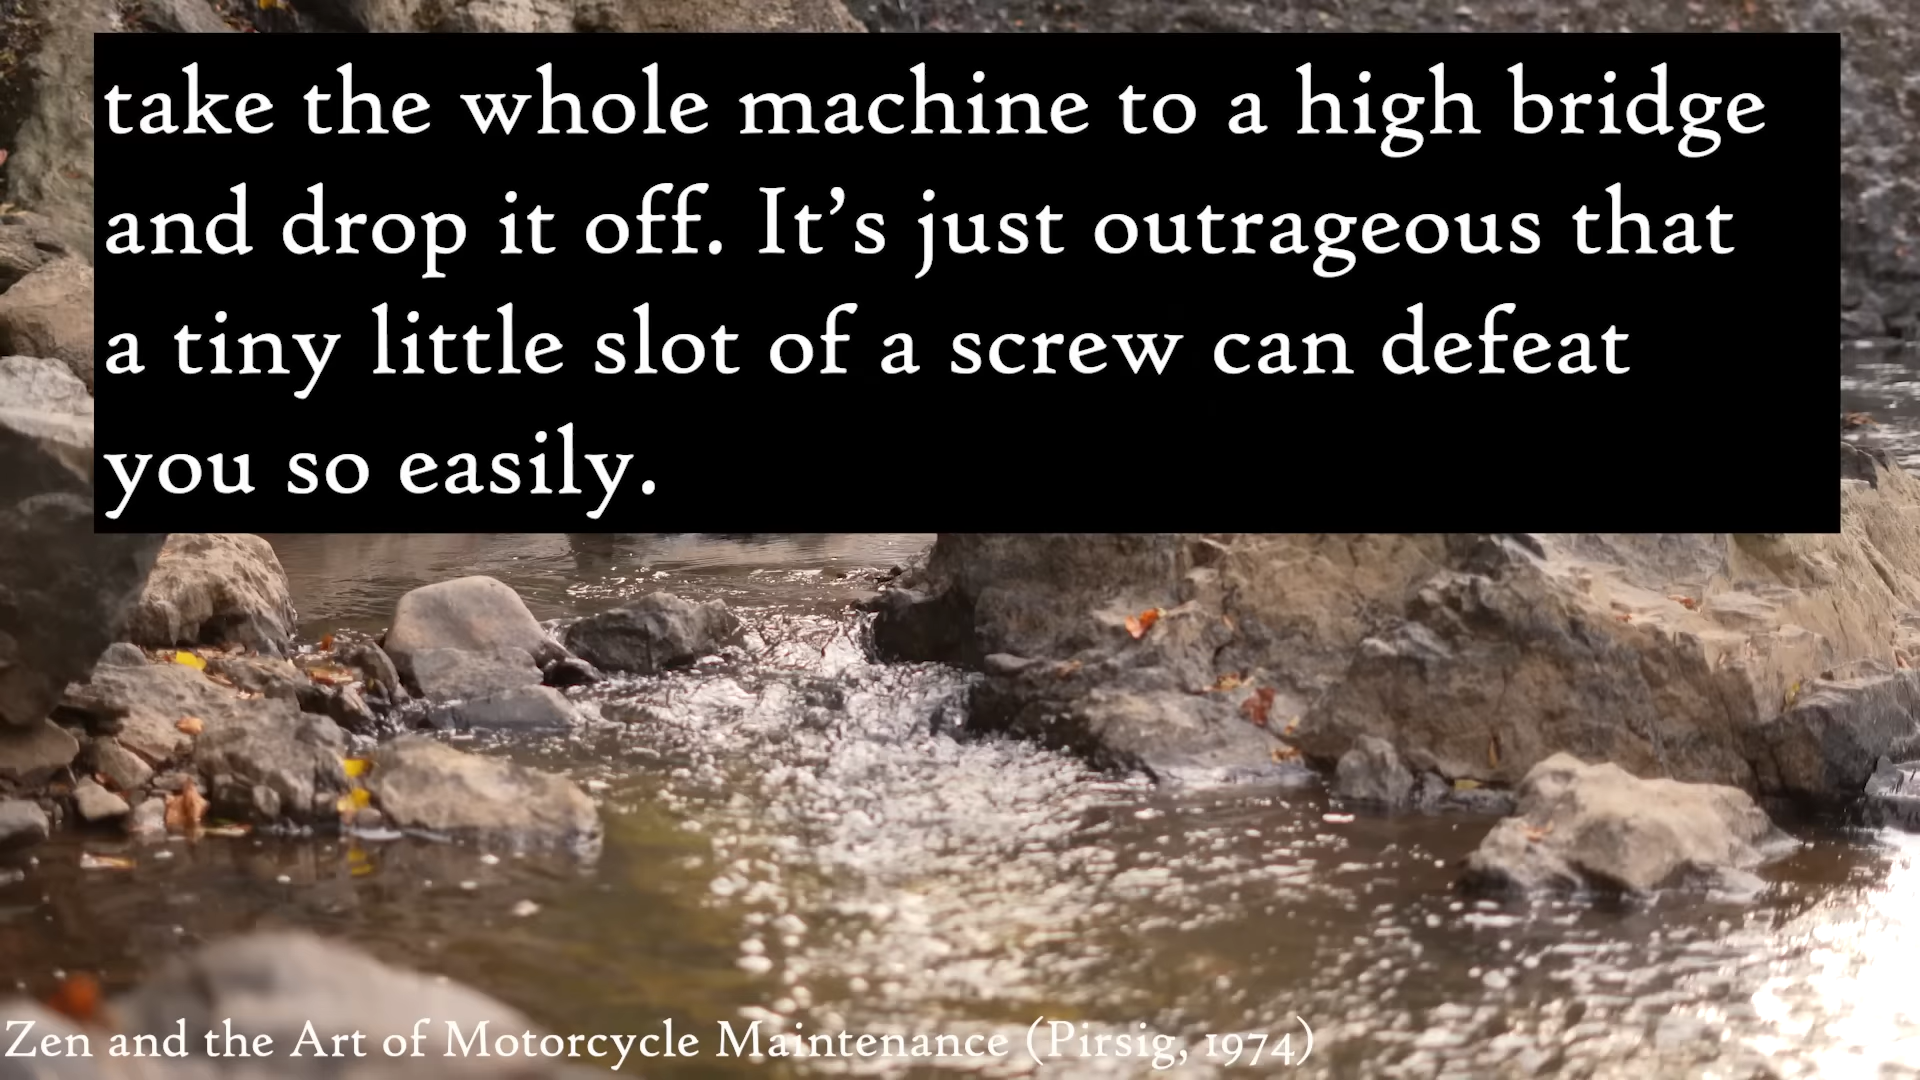 take the whole machine to a high bridge
and drop it off. It’s just outrageous that
a tiny little slot of a screw can defeat
you so easily.
Zen and the Art of Motorcycle Maintenance (Pirsig, 1974)